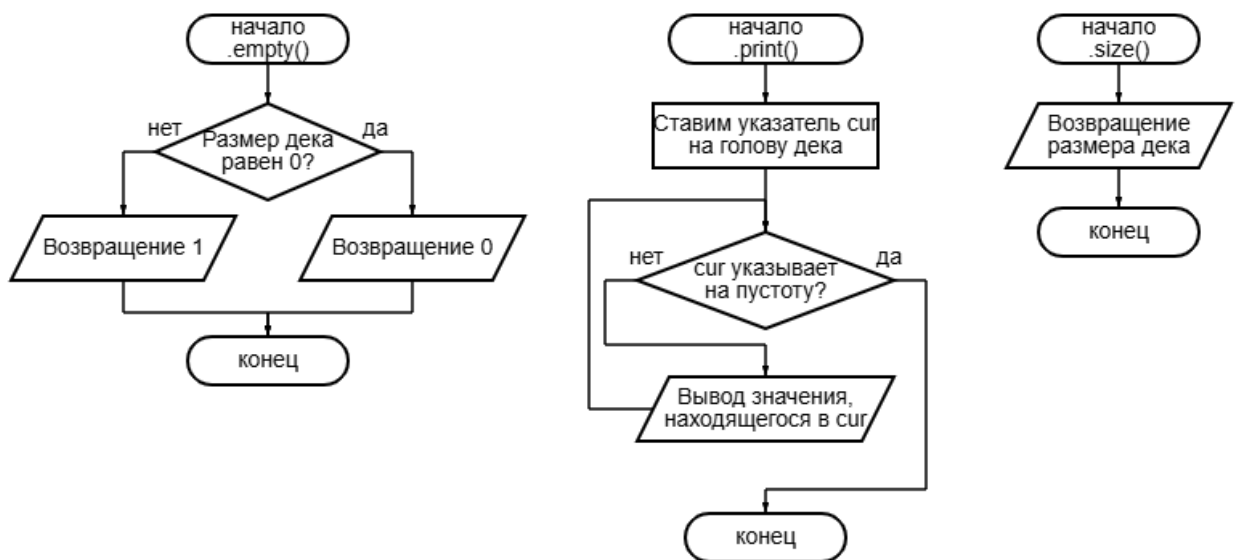 начало
.empty()
нет
да
Размер дека
равен 0?
Возвращение 1
Возвращение 0
конец
начало
.print()
Ставим указатель cur
на голову дека
нет
да
cur указывает
на пустоту?
Вывод значения,
находящегося в cur
конец
начало
.size()
Возвращение
размера дека
конец